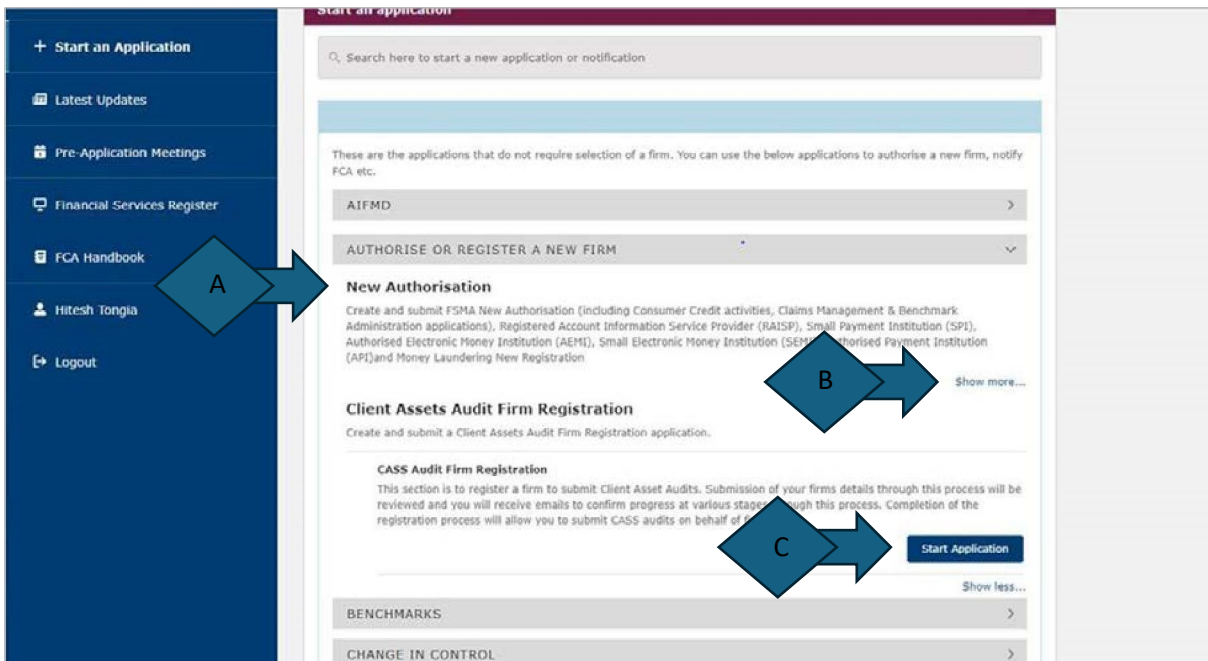 Start an application
+ Start an Application
Latest Updates
Pre-Application Meetings
Financial Services Register
FCA Handbook
Hitesh Tongia
Logout
Search here to start a new application or notification
These are the applications that do not require selection of a firm. You can use the below applications to authorise a new firm, notify
FCA etc.
AIFMD
AUTHORISE OR REGISTER A NEW FIRM
A
New Authorisation
Create and submit FSMA New Authorisation (including Consumer Credit activities, Claims Management & Benchmark
Administration applications), Registered Account Information Service Provider (RAISP), Small Payment Institution (SPI),
Authorised Electronic Money Institution (AEMI), Small Electronic Money Institution (SEMI), Authorised Payment Institution
(API)and Money Laundering New Registration
B
Show more...
Client Assets Audit Firm Registration
Create and submit a Client Assets Audit Firm Registration application.
CASS Audit Firm Registration
This section is to register a firm to submit Client Asset Audits. Submission of your firms details through this process will be
reviewed and you will receive emails to confirm progress at various stages through this process. Completion of the
registration process will allow you to submit CASS audits on behalf of
C
Start Application
Show less...
BENCHMARKS
CHANGE IN CONTROL